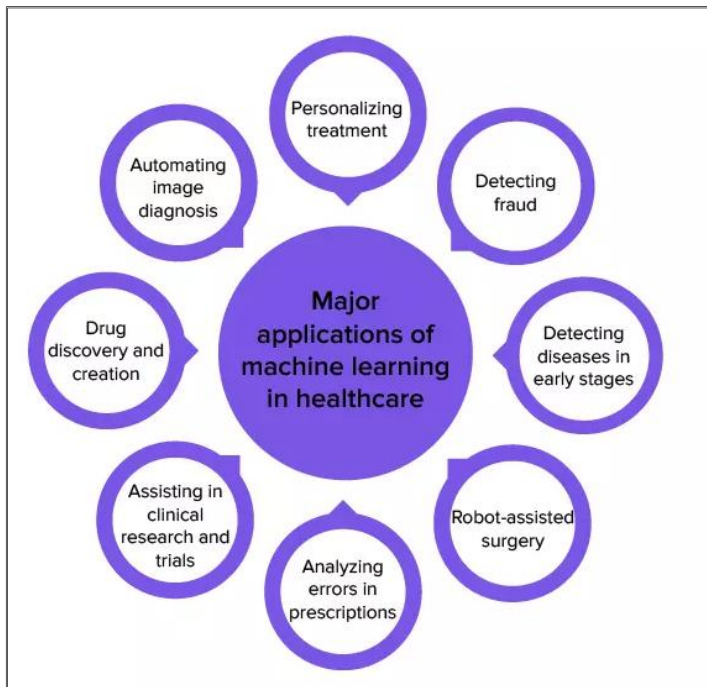 Personalizing
treatment
Detecting
fraud
Detecting
diseases in
early stages
Robot-assisted
surgery
Analyzing
errors in
prescriptions
Assisting in
clinical
research and
trials
Drug
discovery and
creation
Automating
image
diagnosis
Major
applications of
machine learning
in healthcare